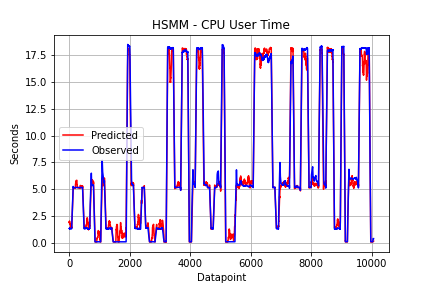 HSMM - CPU User Time
Seconds
17.5
15.0
12.5
10.0
7.5
5.0
2.5
0.0
Predicted
Observed
0 2000 4000 6000 8000 10000
Datapoint